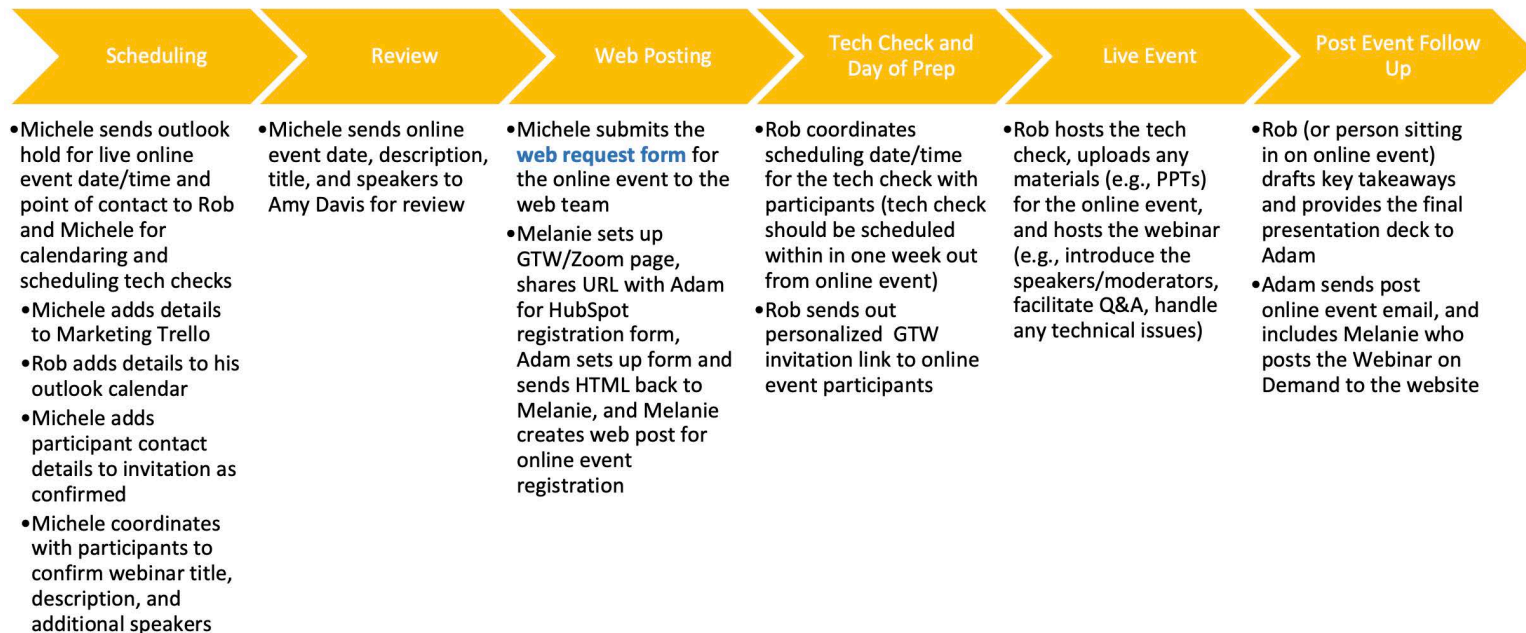 Scheduling
•Michele sends outlook
hold for live online
event date/time and
point of contact to Rob
and Michele for
calendaring and
scheduling tech checks
•Michele adds details
to Marketing Trello
•Rob adds details to his
outlook calendar
•Michele adds
participant contact
details to invitation as
confirmed
•Michele coordinates
with participants to
confirm webinar title,
description, and
additional speakers
Review
•Michele sends online
event date, description,
title, and speakers to
Amy Davis for review
Web Posting
•Michele submits the
web request form for
the online event to the
web team
•Melanie sets up
GTW/Zoom page,
shares URL with Adam
for HubSpot
registration form,
Adam sets up form and
sends HTML back to
Melanie, and Melanie
creates web post for
online event
registration
Tech Check and
Day of Prep
•Rob coordinates
scheduling date/time
for the tech check with
participants (tech check
should be scheduled
within in one week out
from online event)
•Rob sends out
personalized GTW
invitation link to online
event participants
Live Event
•Rob hosts the tech
check, uploads any
materials (e.g., PPTs)
for the online event,
and hosts the webinar
(e.g., introduce the
speakers/moderators,
facilitate Q&A, handle
any technical issues)
Post Event Follow
Up
•Rob (or person sitting
in on online event)
drafts key takeaways
and provides the final
presentation deck to
Adam
•Adam sends post
online event email, and
includes Melanie who
posts the Webinar on
Demand to the website